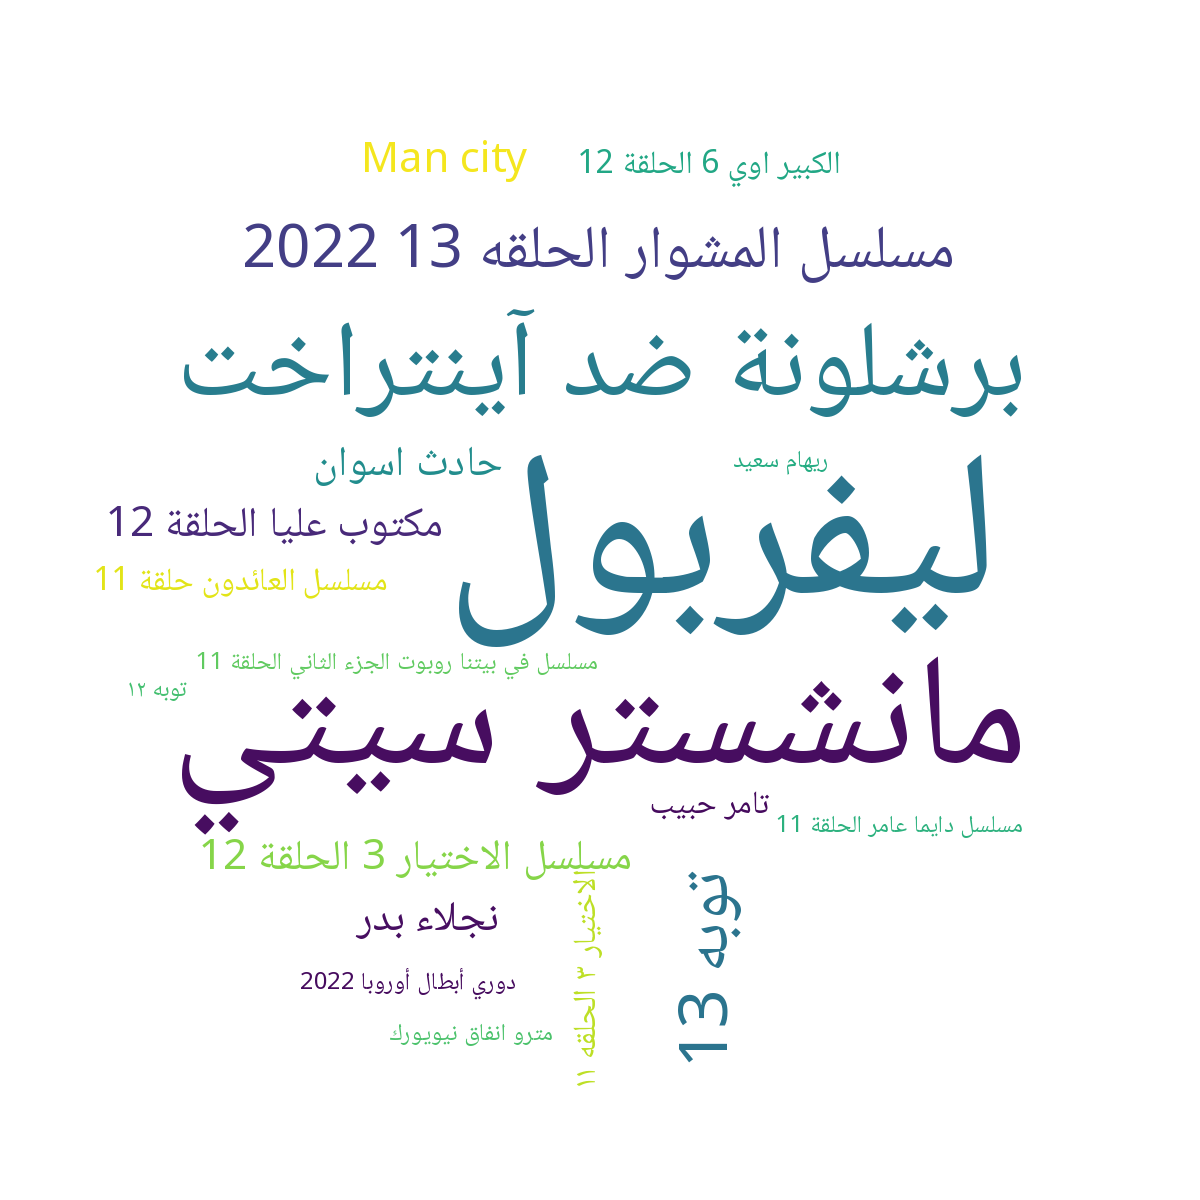 Man city
الكبير اوي 6 الحلقة 12
مسلسل المشوار الحلقه 13 2022
برشلونة ضد آينتراخت
حادث اسوان
ريهام سعيد
ليفربول
مكتوب عليا الحلقة 12
مسلسل العائدون حلقة 11
مسلسل في بيتنا روبوت الجزء الثاني الحلقة 11
توبه ١٢
مانشستر سيتي
تامر حبيب
مسلسل دايما عامر الحلقة 11
مسلسل الاختيار 3 الحلقة 12
الاختيار ٣ الحلقه ١١
توبه 13
نجلاء بدر
دوري أبطال أوروبا 2022
مترو انفاق نيويورك